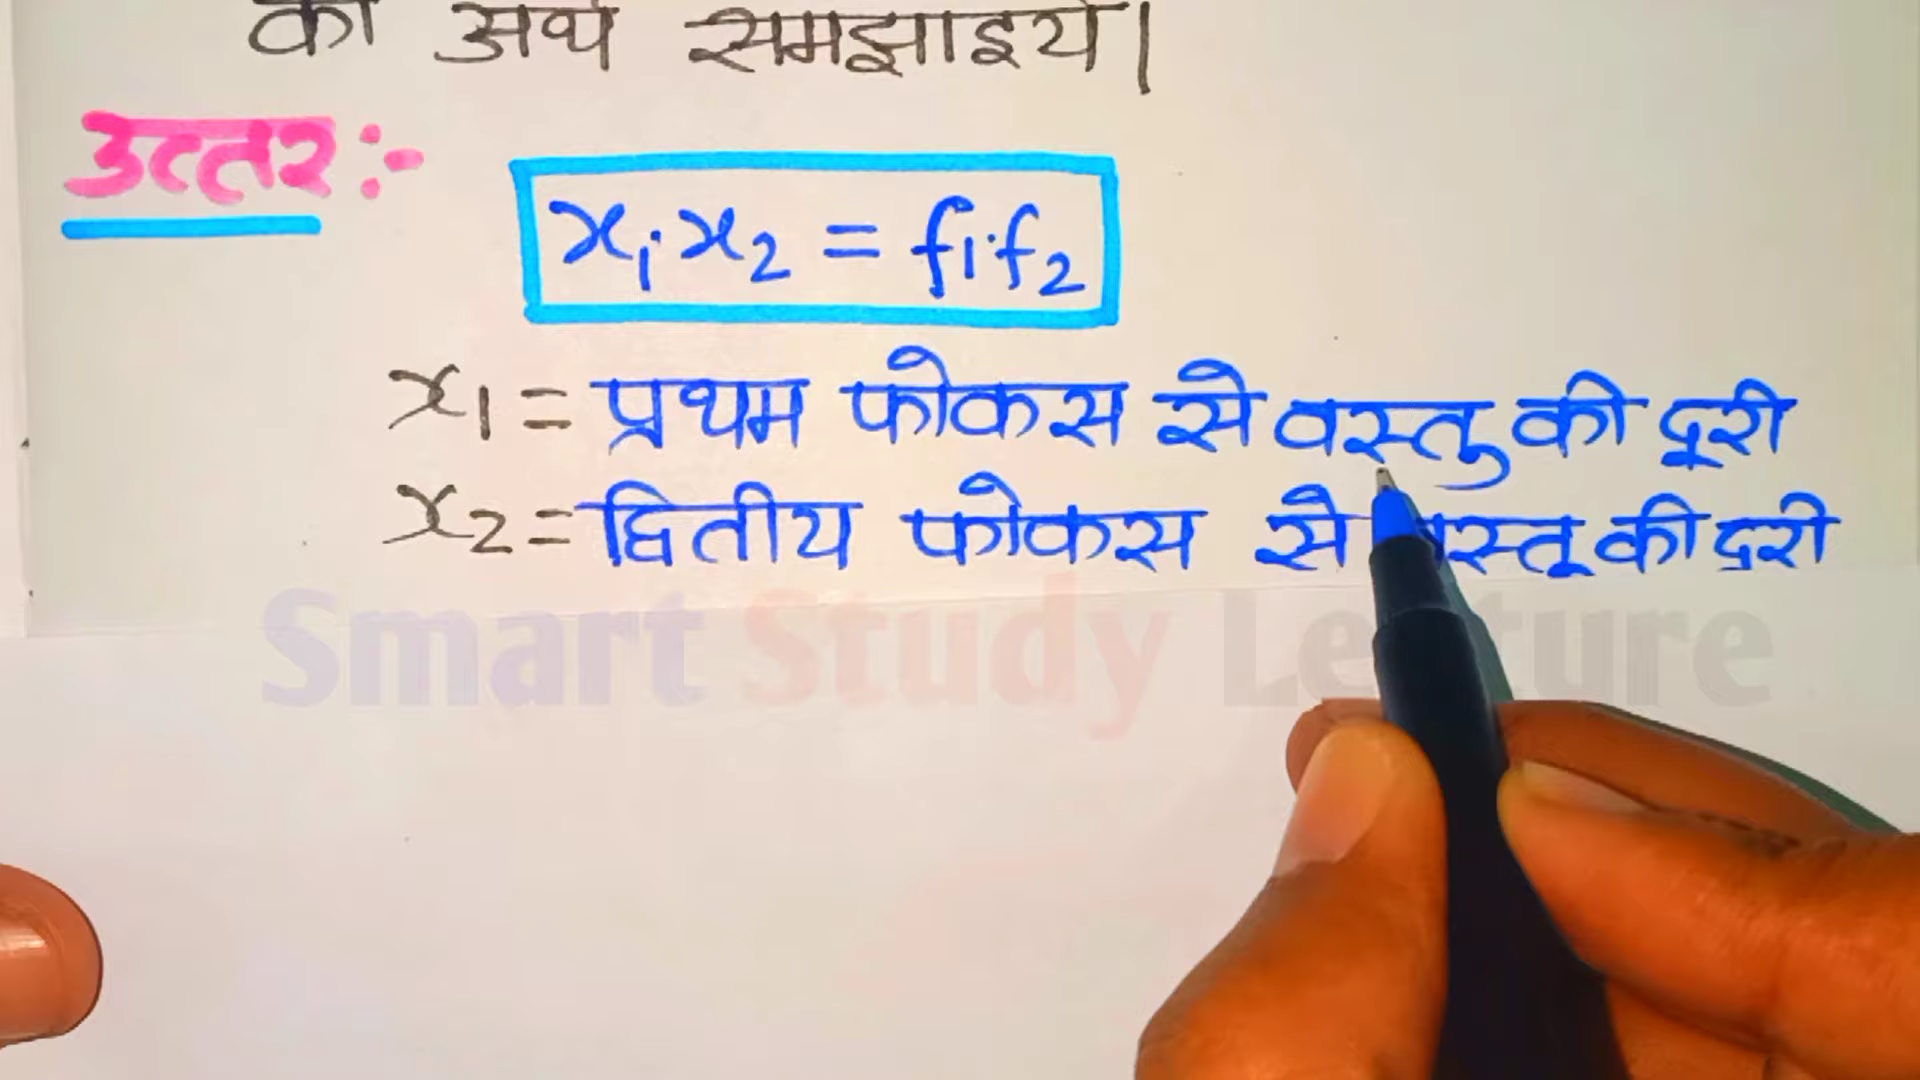 का अर्थ समझाइये।
उत्तर :-
x₁·x₂ = f₁·f₂
x₁ = प्रथम फोकस से वस्तु की दूरी
x₂ = द्वितीय फोकस से वस्तू की दूरी
Smart Study Lecture